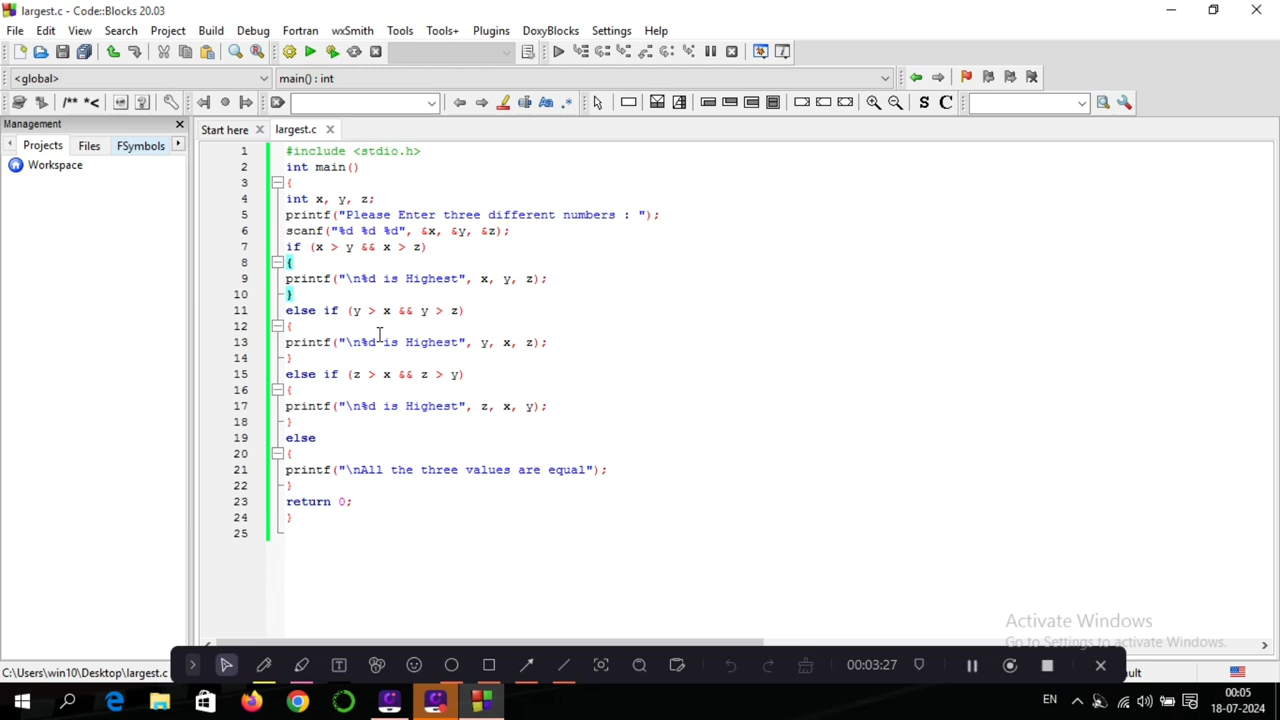 largest.c - Code::Blocks 20.03
File Edit View Search Project Build Debug Fortran wxSmith Tools Tools+ Plugins DoxyBlocks Settings Help
<global> main() : int
/** *< S C
Management
Projects Files FSymbols
Workspace
Start here largest.c
1 #include <stdio.h>
2 int main()
3 {
4 int x, y, z;
5 printf("Please Enter three different numbers : ");
6 scanf("%d %d %d", &x, &y, &z);
7 if (x > y && x > z)
8 {
9 printf("\n%d is Highest", x, y, z);
10 }
11 else if (y > x && y > z)
12 {
13 printf("\n%d is Highest", y, x, z);
14 }
15 else if (z > x && z > y)
16 {
17 printf("\n%d is Highest", z, x, y);
18 }
19 else
20 {
21 printf("\nAll the three values are equal");
22 }
23 return 0;
24 }
25
Activate Windows
Go to Settings to activate Windows.
00:03:27
C:\Users\win10\Desktop\largest.c
EN
00:05
18-07-2024